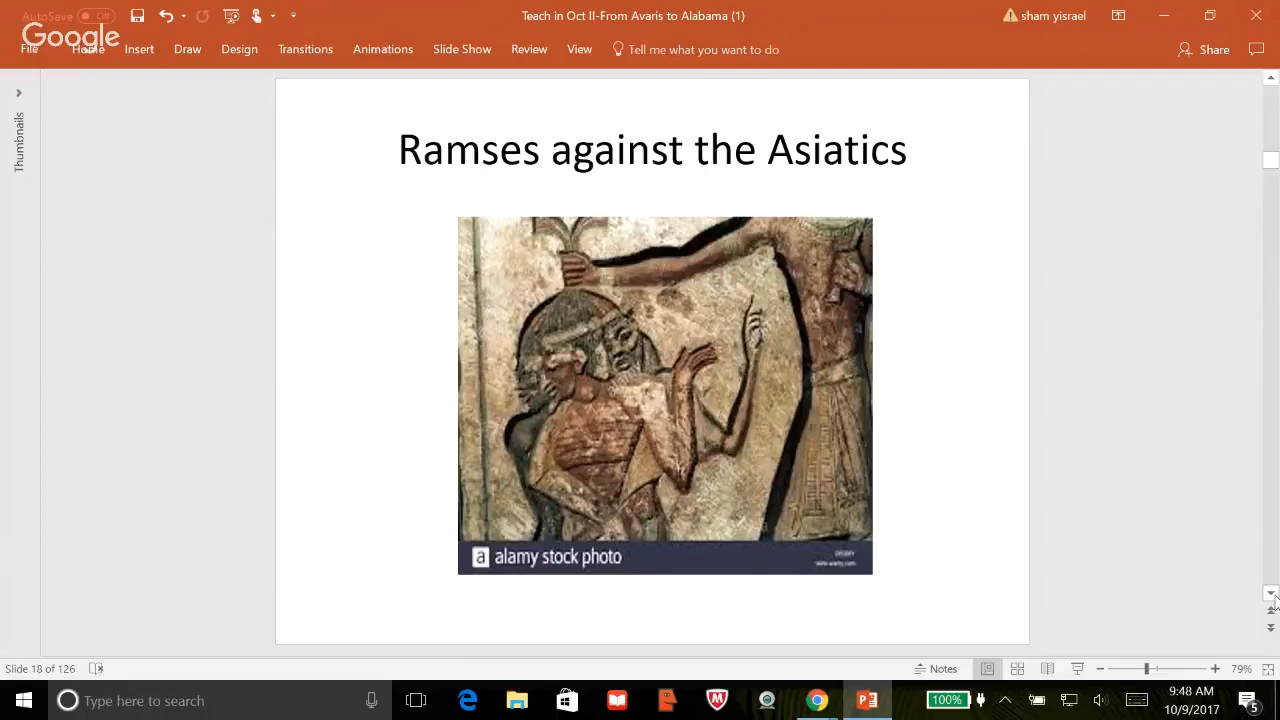 AutoSave Off
Teach in Oct II-From Avaris to Alabama (1)
sham yisrael
Google
File Home Insert Draw Design Transitions Animations Slide Show Review View Tell me what you want to do
Share
Thumbnails
Ramses against the Asiatics
a alamy stock photo
Slide 18 of 126
Notes
79%
Type here to search
100%
9:48 AM
10/9/2017
5